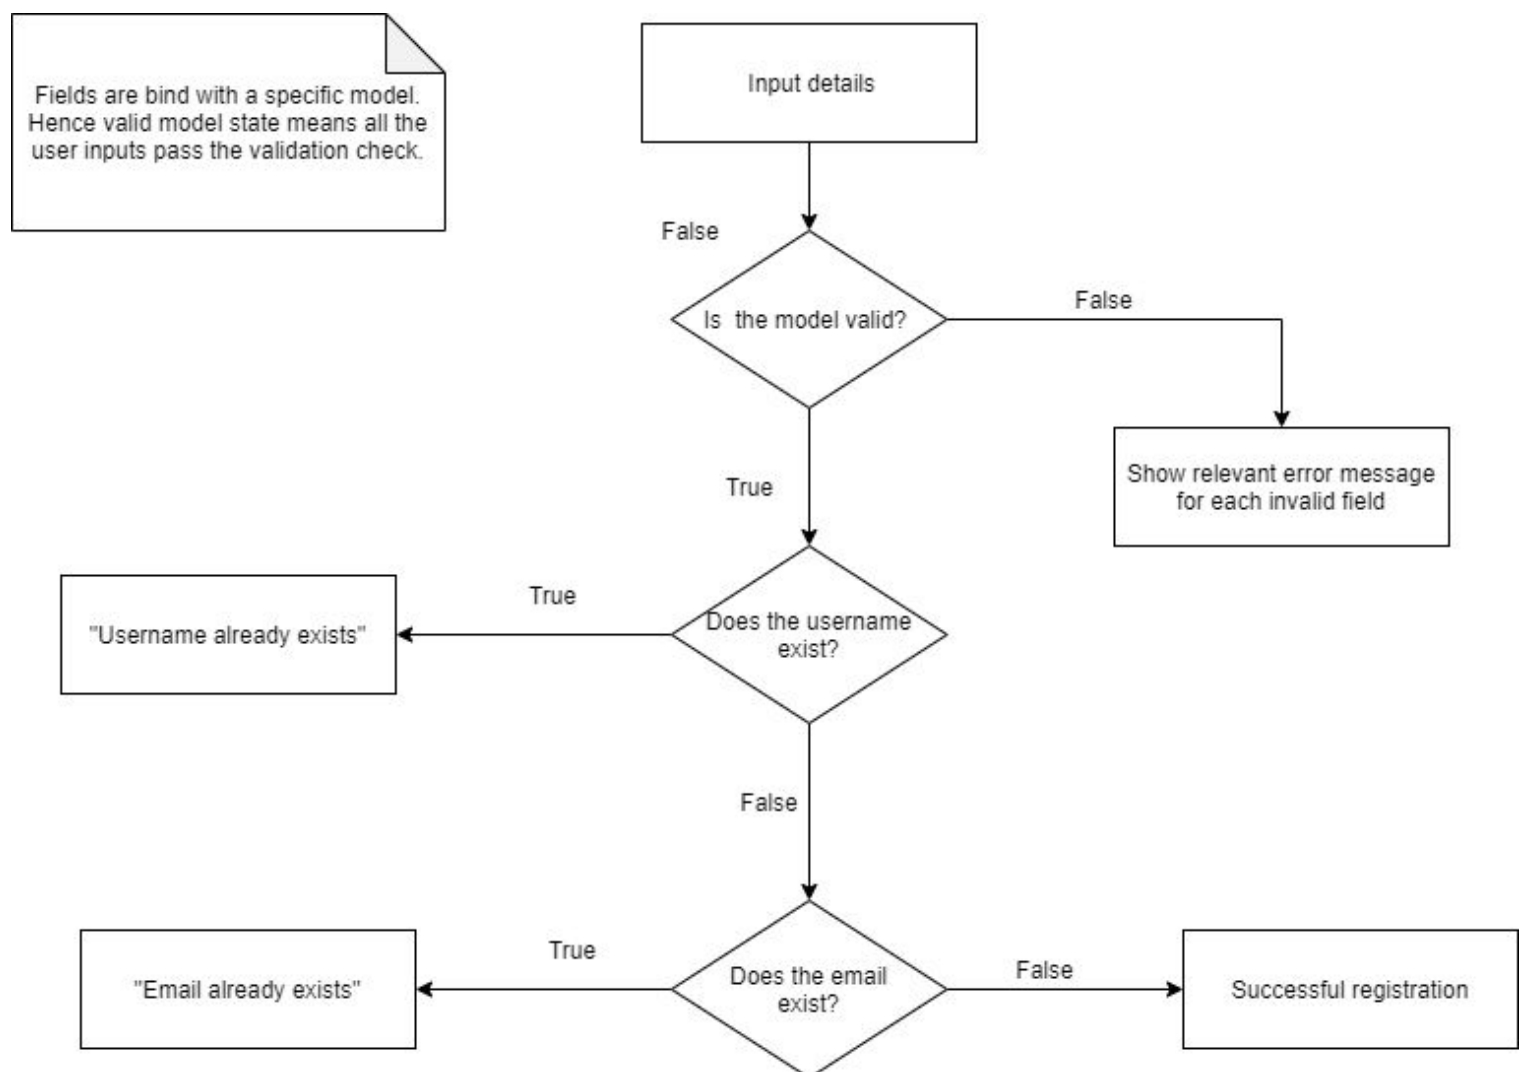 Fields are bind with a specific model.
Hence valid model state means all the
user inputs pass the validation check.
Input details
False
Is  the model valid?
False
Show relevant error message
for each invalid field
True
Does the username
exist?
True
"Username already exists"
False
Does the email
exist?
True
"Email already exists"
False
Successful registration